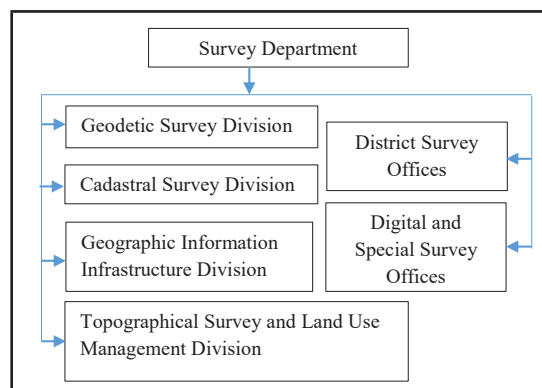 Survey Department
Geodetic Survey Division
Cadastral Survey Division
Geographic Information
Infrastructure Division
Topographical Survey and Land Use
Management Division
District Survey
Offices
Digital and
Special Survey
Offices